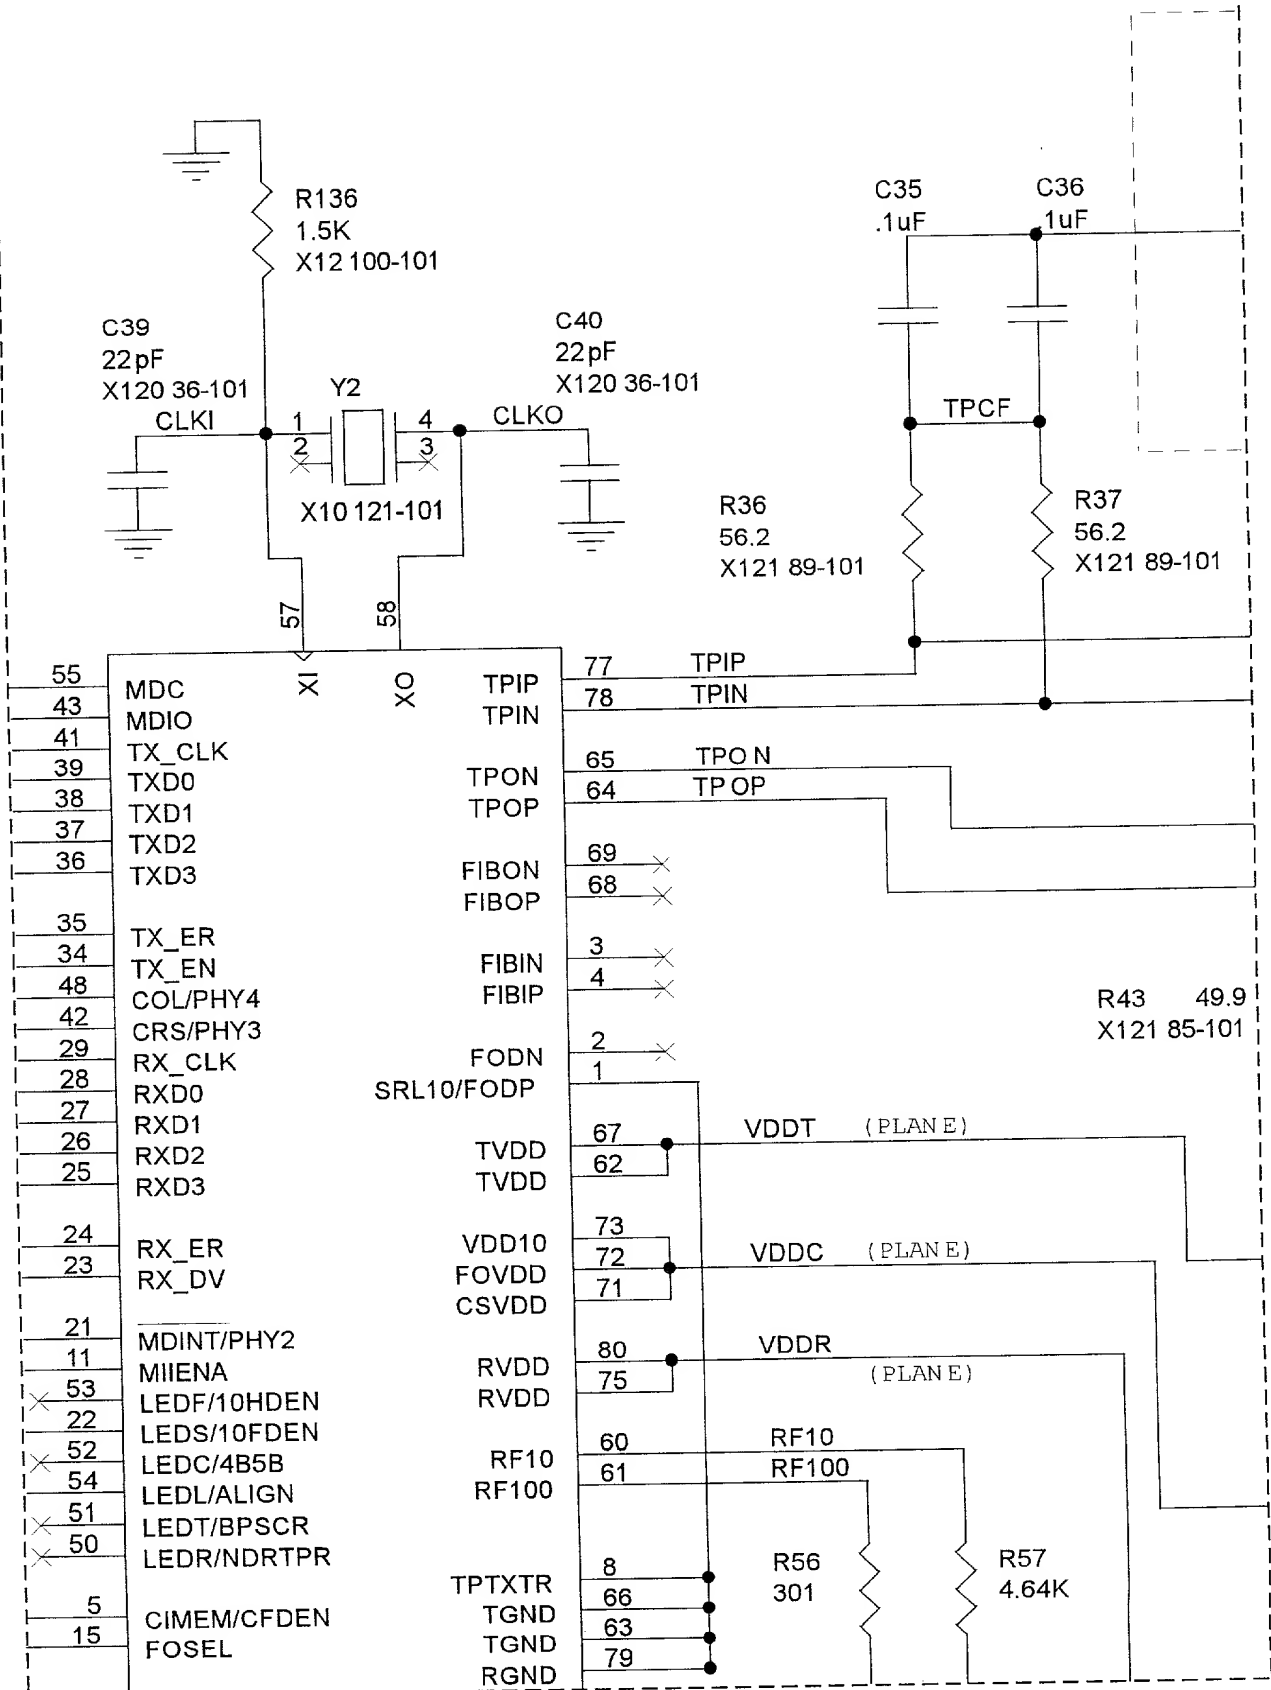 R136
1.5K
X12 100-101
C35
.1uF
C36
.1uF
C39
22pF
X120 36-101
CLKI
Y2
1
2
4
3
X10 121-101
C40
22pF
X120 36-101
CLKO
TPCF
R36
56.2
X121 89-101
R37
56.2
X121 89-101
57
58
XI
XO
55 MDC
43 MDIO
41 TX_CLK
39 TXD0
38 TXD1
37 TXD2
36 TXD3
35 TX_ER
34 TX_EN
48 COL/PHY4
42 CRS/PHY3
29 RX_CLK
28 RXD0
27 RXD1
26 RXD2
25 RXD3
24 RX_ER
23 RX_DV
21 MDINT/PHY2
11 MIIENA
53 LEDF/10HDEN
22 LEDS/10FDEN
52 LEDC/4B5B
54 LEDL/ALIGN
51 LEDT/BPSCR
50 LEDR/NDRTPR
5 CIMEM/CFDEN
15 FOSEL
TPIP 77 TPIP
TPIN 78 TPIN
TPON 65 TPON
TPOP 64 TPOP
FIBON 69
FIBOP 68
FIBIN 3
FIBIP 4
FODN 2
SRL10/FODP 1
R43 49.9
X121 85-101
TVDD 67 VDDT (PLANE)
TVDD 62
VDD10 73
FOVDD 72 VDDC (PLANE)
CSVDD 71
RVDD 80 VDDR
RVDD 75 (PLANE)
RF10 60 RF10
RF100 61 RF100
R56
301
R57
4.64K
TPTXTR 8
TGND 66
TGND 63
RGND 79